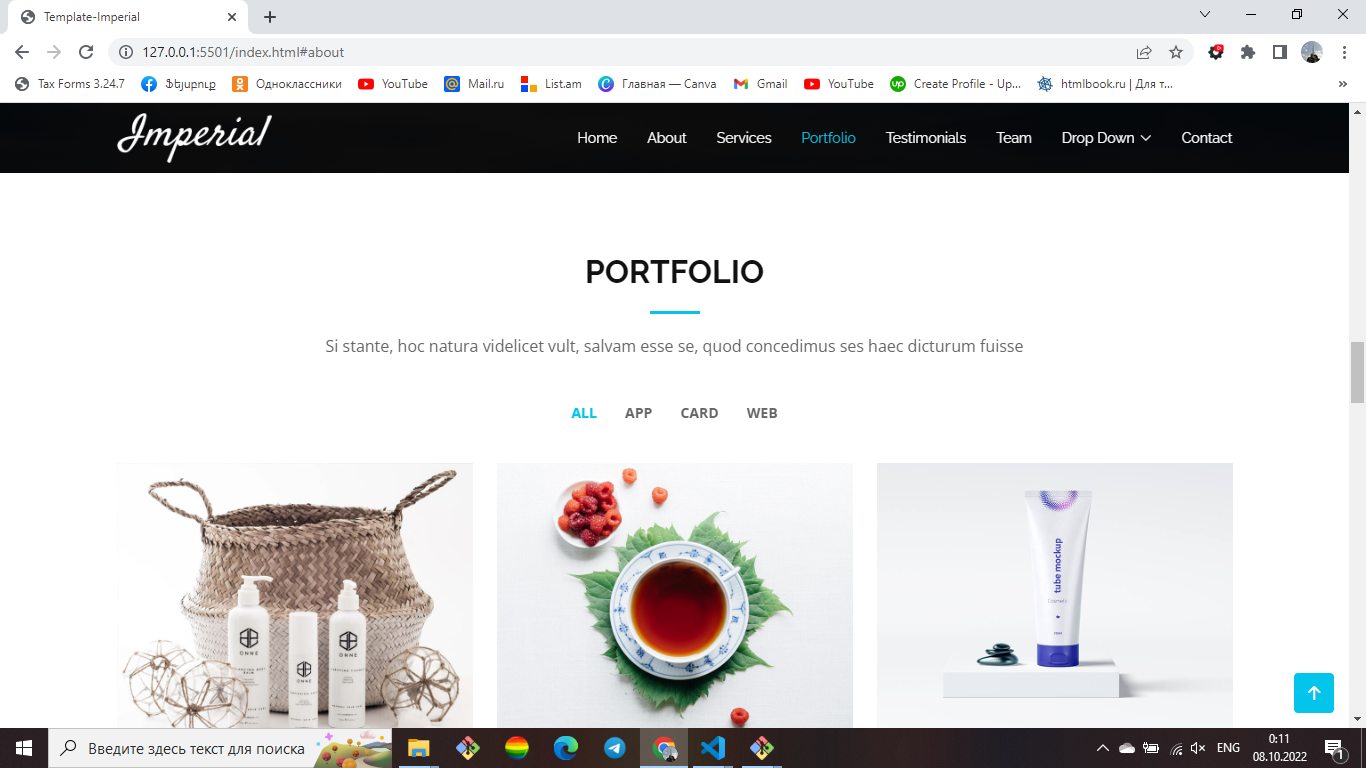 Template-Imperial
127.0.0.1:5501/index.html#about
Tax Forms 3.24.7 Ֆեյսբուք Одноклассники YouTube Mail.ru List.am Главная — Canva Gmail YouTube Create Profile - Up... htmlbook.ru | Для т...
Imperial Home About Services Portfolio Testimonials Team Drop Down Contact
PORTFOLIO
Si stante, hoc natura videlicet vult, salvam esse se, quod concedimus ses haec dicturum fuisse
ALL APP CARD WEB
ONNE
ONNE
ONNE
tube mockup
Cosmetic
Введите здесь текст для поиска
ENG
0:11
08.10.2022
1